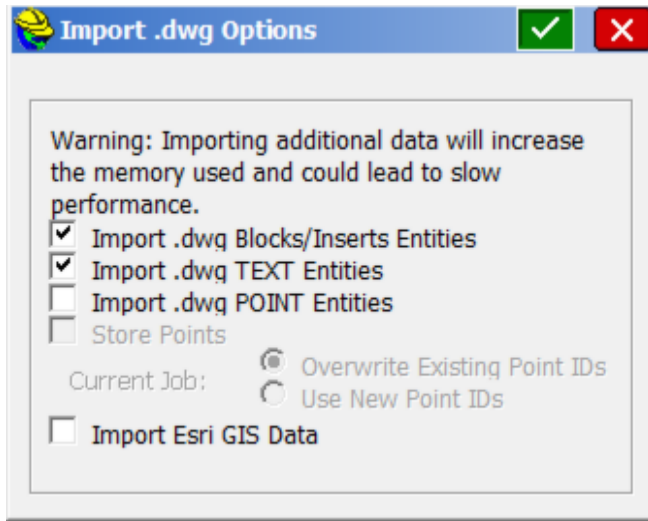 Import .dwg Options
Warning: Importing additional data will increase
the memory used and could lead to slow
performance.
Import .dwg Blocks/Inserts Entities
Import .dwg TEXT Entities
Import .dwg POINT Entities
Store Points
Current Job:
Overwrite Existing Point IDs
Use New Point IDs
Import Esri GIS Data